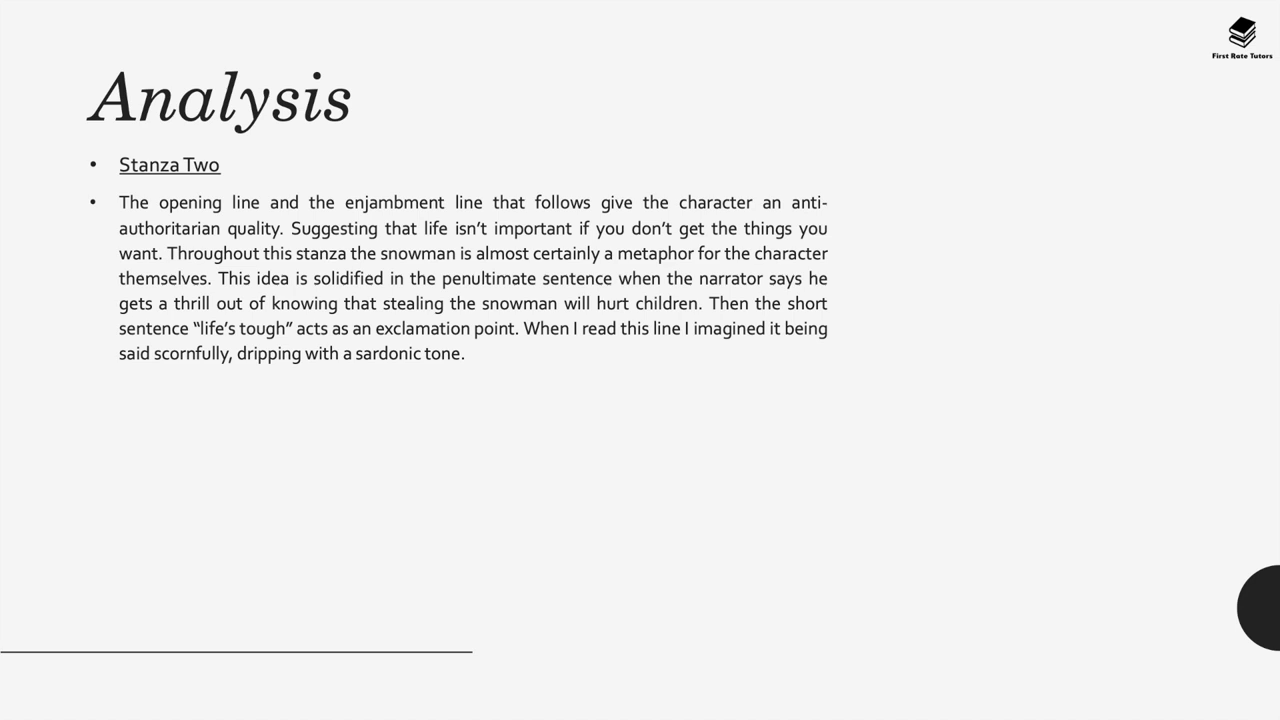 First Rate Tutors
Analysis
• Stanza Two
• The opening line and the enjambment line that follows give the character an anti-
authoritarian quality. Suggesting that life isn’t important if you don’t get the things you
want. Throughout this stanza the snowman is almost certainly a metaphor for the character
themselves. This idea is solidified in the penultimate sentence when the narrator says he
gets a thrill out of knowing that stealing the snowman will hurt children. Then the short
sentence “life’s tough” acts as an exclamation point. When I read this line I imagined it being
said scornfully, dripping with a sardonic tone.